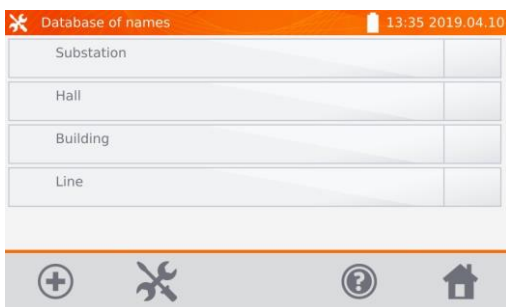 Database of names 13:35 2019.04.10
Substation
Hall
Building
Line